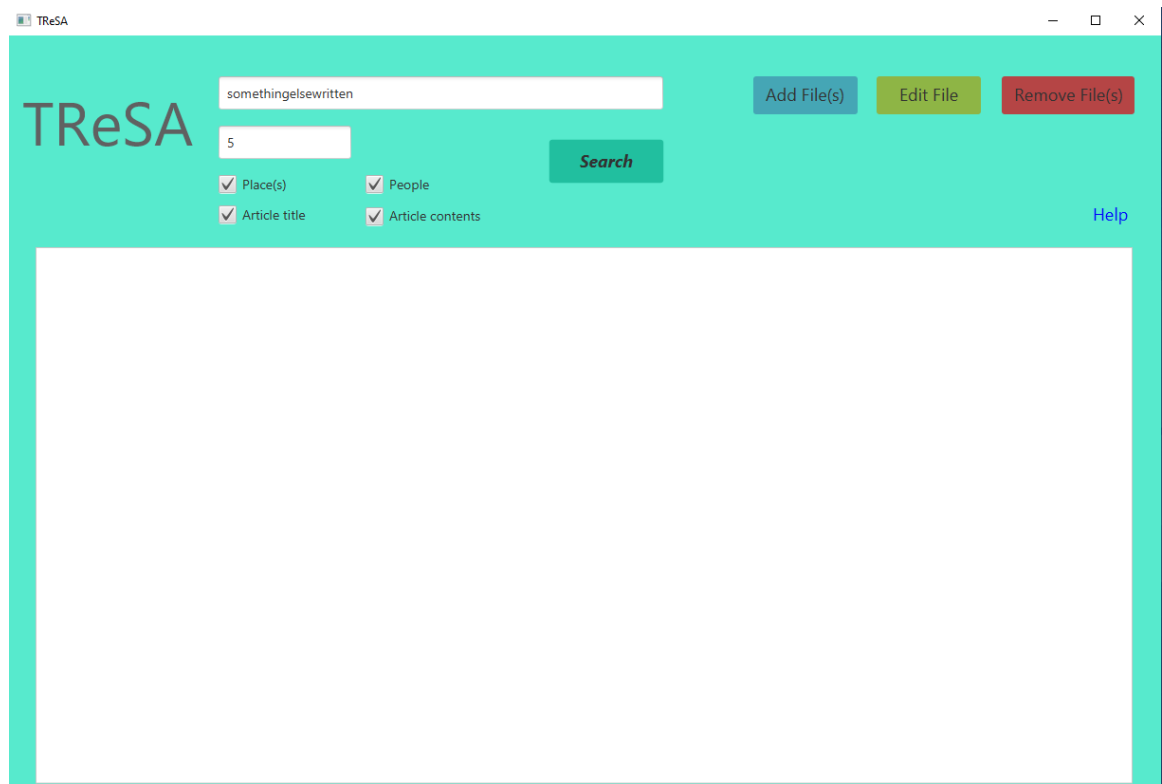 TReSA
somethingelsewritten
Add File(s) Edit File Remove File(s)
TReSA
5
Search
Place(s) People
Article title Article contents
Help